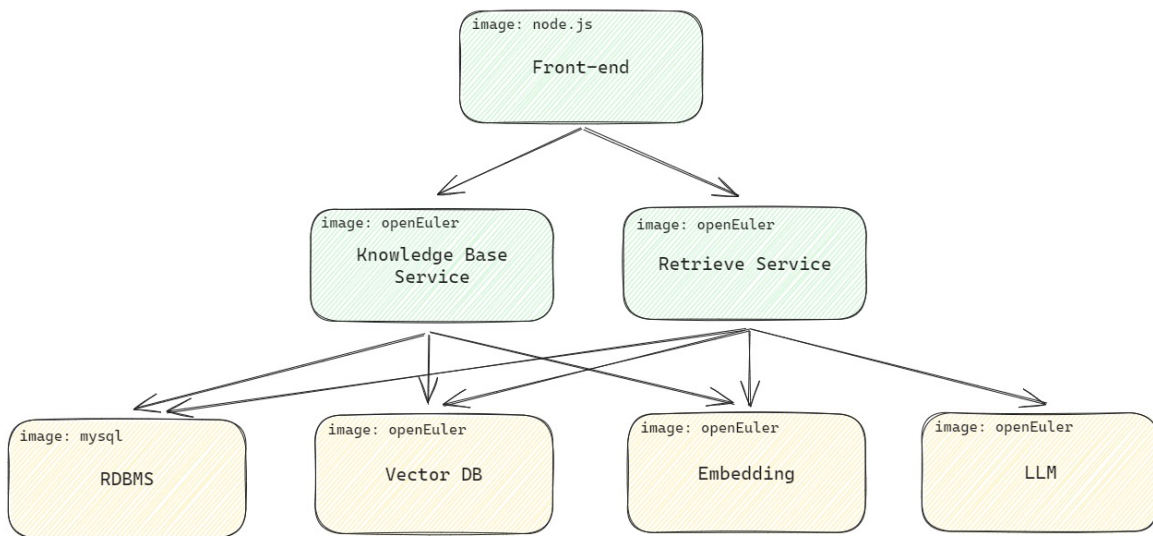 image: node.js
Front-end
image: openEuler
Knowledge Base
Service
image: openEuler
Retrieve Service
image: mysql
RDBMS
image: openEuler
Vector DB
image: openEuler
Embedding
image: openEuler
LLM